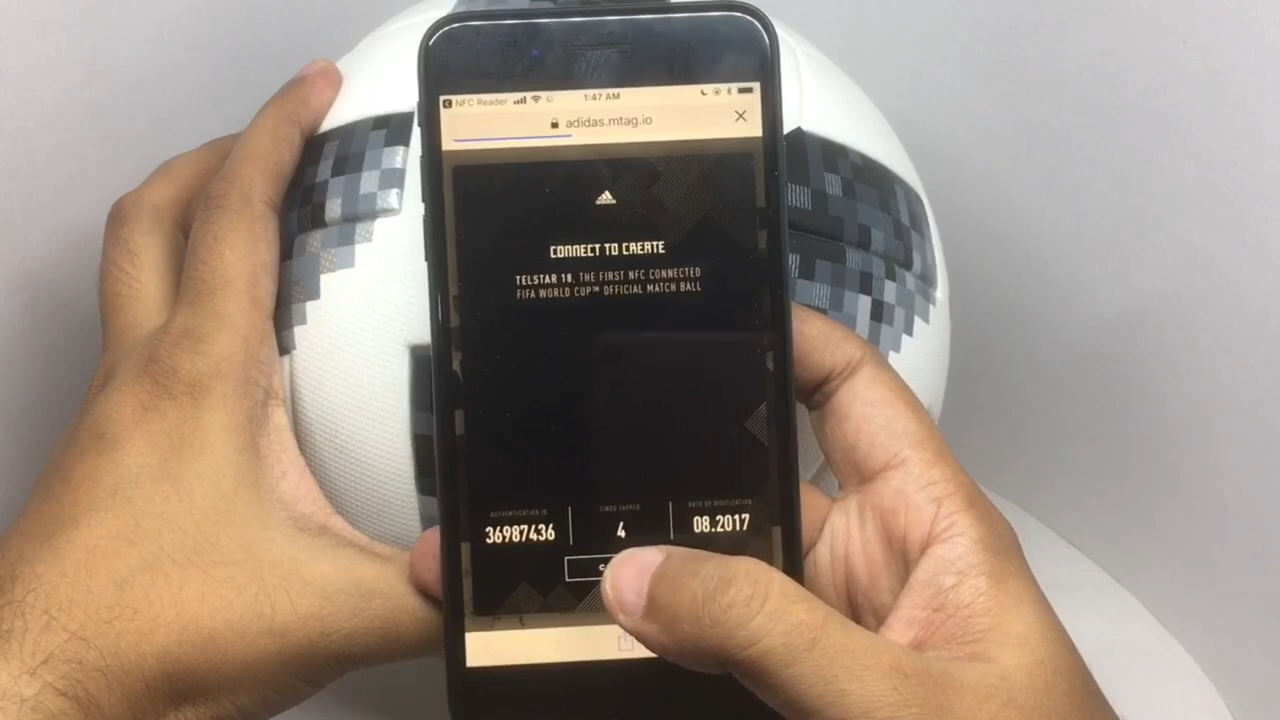 NFC Reader
1:47 AM
adidas.mtag.io
adidas
CONNECT TO CREATE
TELSTAR 18, THE FIRST NFC CONNECTED
FIFA WORLD CUP™ OFFICIAL MATCH BALL
AUTHENTICATION ID
TIMES TAPPED
DATE OF DIGITIZATION
36987436
4
08.2017